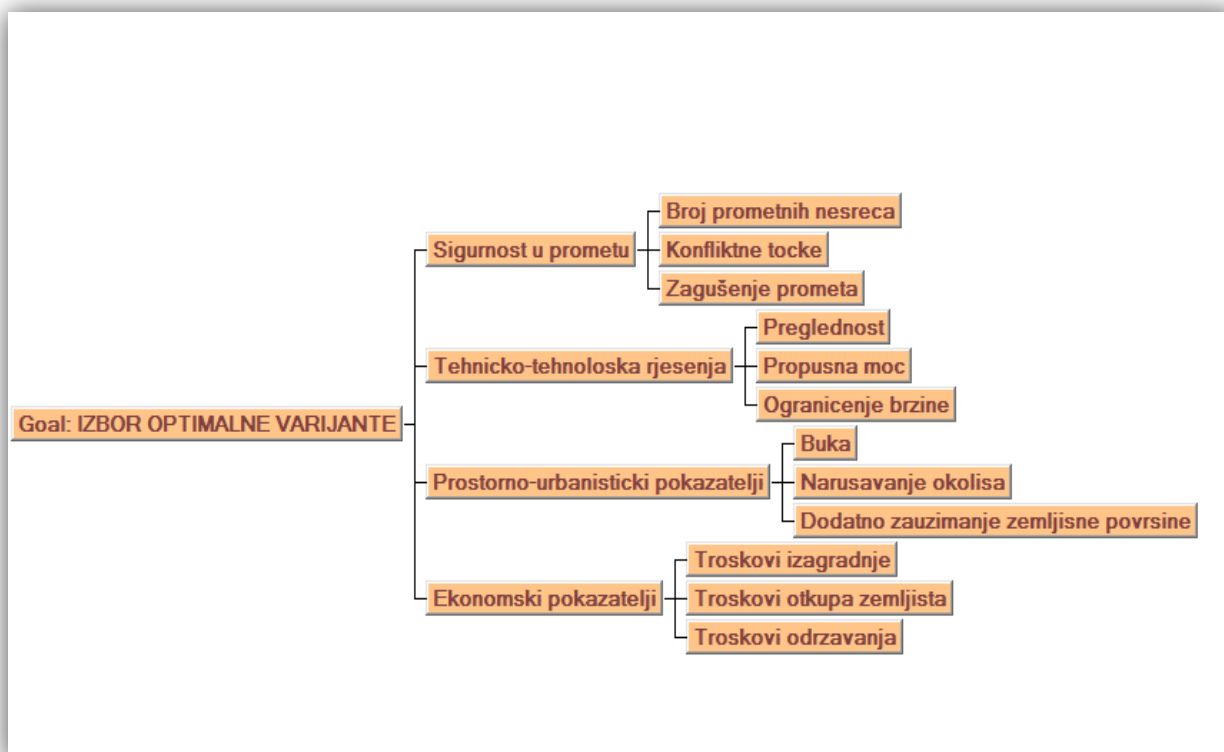 Goal: IZBOR OPTIMALNE VARIJANTE
Sigurnost u prometu
Broj prometnih nesreca
Konfliktne tocke
Zagušenje prometa
Tehnicko-tehnoloska rjesenja
Preglednost
Propusna moc
Ogranicenje brzine
Prostorno-urbanisticki pokazatelji
Buka
Narusavanje okolisa
Dodatno zauzimanje zemljisne povrsine
Ekonomski pokazatelji
Troskovi izagradnje
Troskovi otkupa zemljista
Troskovi odrzavanja